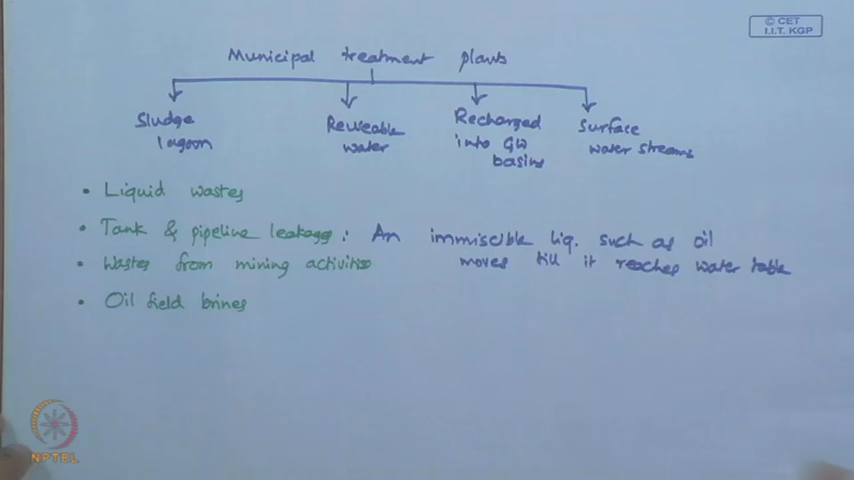 © CET
I.I.T. KGP
Municipal treatment plants
Sludge lagoon
Reuseable water
Recharged into GW basins
Surface water streams
• Liquid wastes
• Tank & pipeline leakage : An immiscible liq. such as oil
moves till it reaches water table
• Wastes from mining activities
• Oil field brines
NPTEL